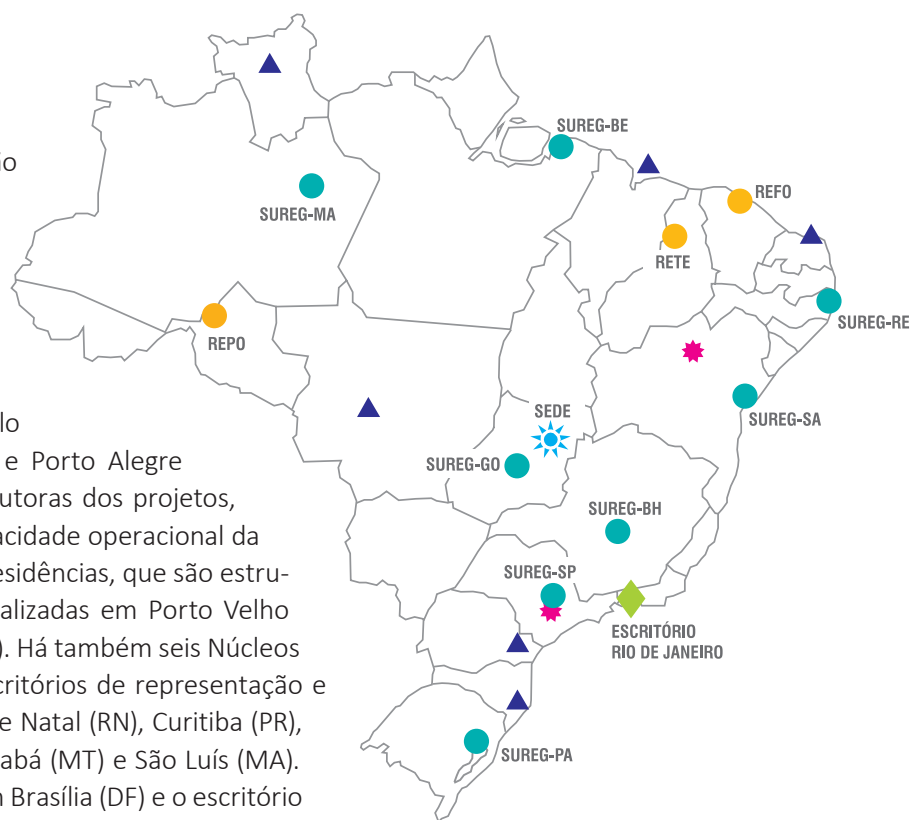 ão
lo
e Porto Alegre
utoras dos projetos,
acidade operacional da
esidências, que são estru-
alizadas em Porto Velho
). Há também seis Núcleos
critórios de representação e
e Natal (RN), Curitiba (PR),
abá (MT) e São Luís (MA).
n Brasília (DF) e o escritório
SUREG-BE
SUREG-MA
REFO
RETE
REPO
SUREG-RE
SUREG-SA
SEDE
SUREG-GO
SUREG-BH
SUREG-SP
ESCRITÓRIO
RIO DE JANEIRO
SUREG-PA